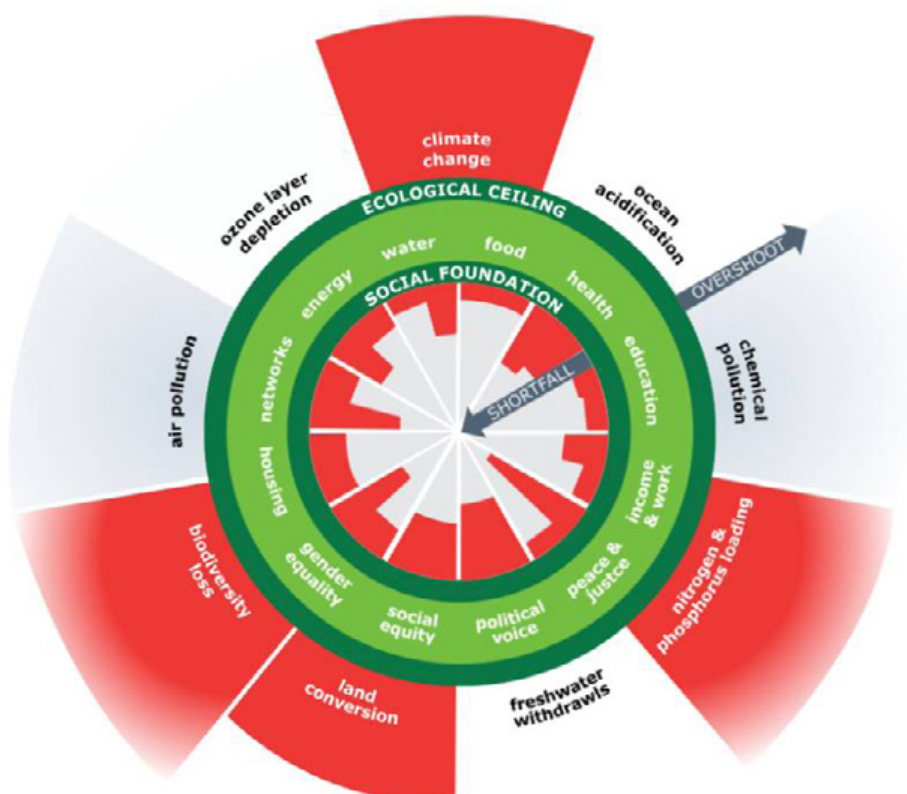 climate
change
ozone layer
depletion
ocean
acidification
ECOLOGICAL CEILING
OVERSHOOT
water
food
energy
health
SOCIAL FOUNDATION
networks
education
SHORTFALL
air pollution
chemical
pollution
housing
income
& work
biodiversity
loss
nitrogen &
phosphorus loading
gender
equality
peace &
justce
social
equity
political
voice
land
conversion
freshwater
withdrawls